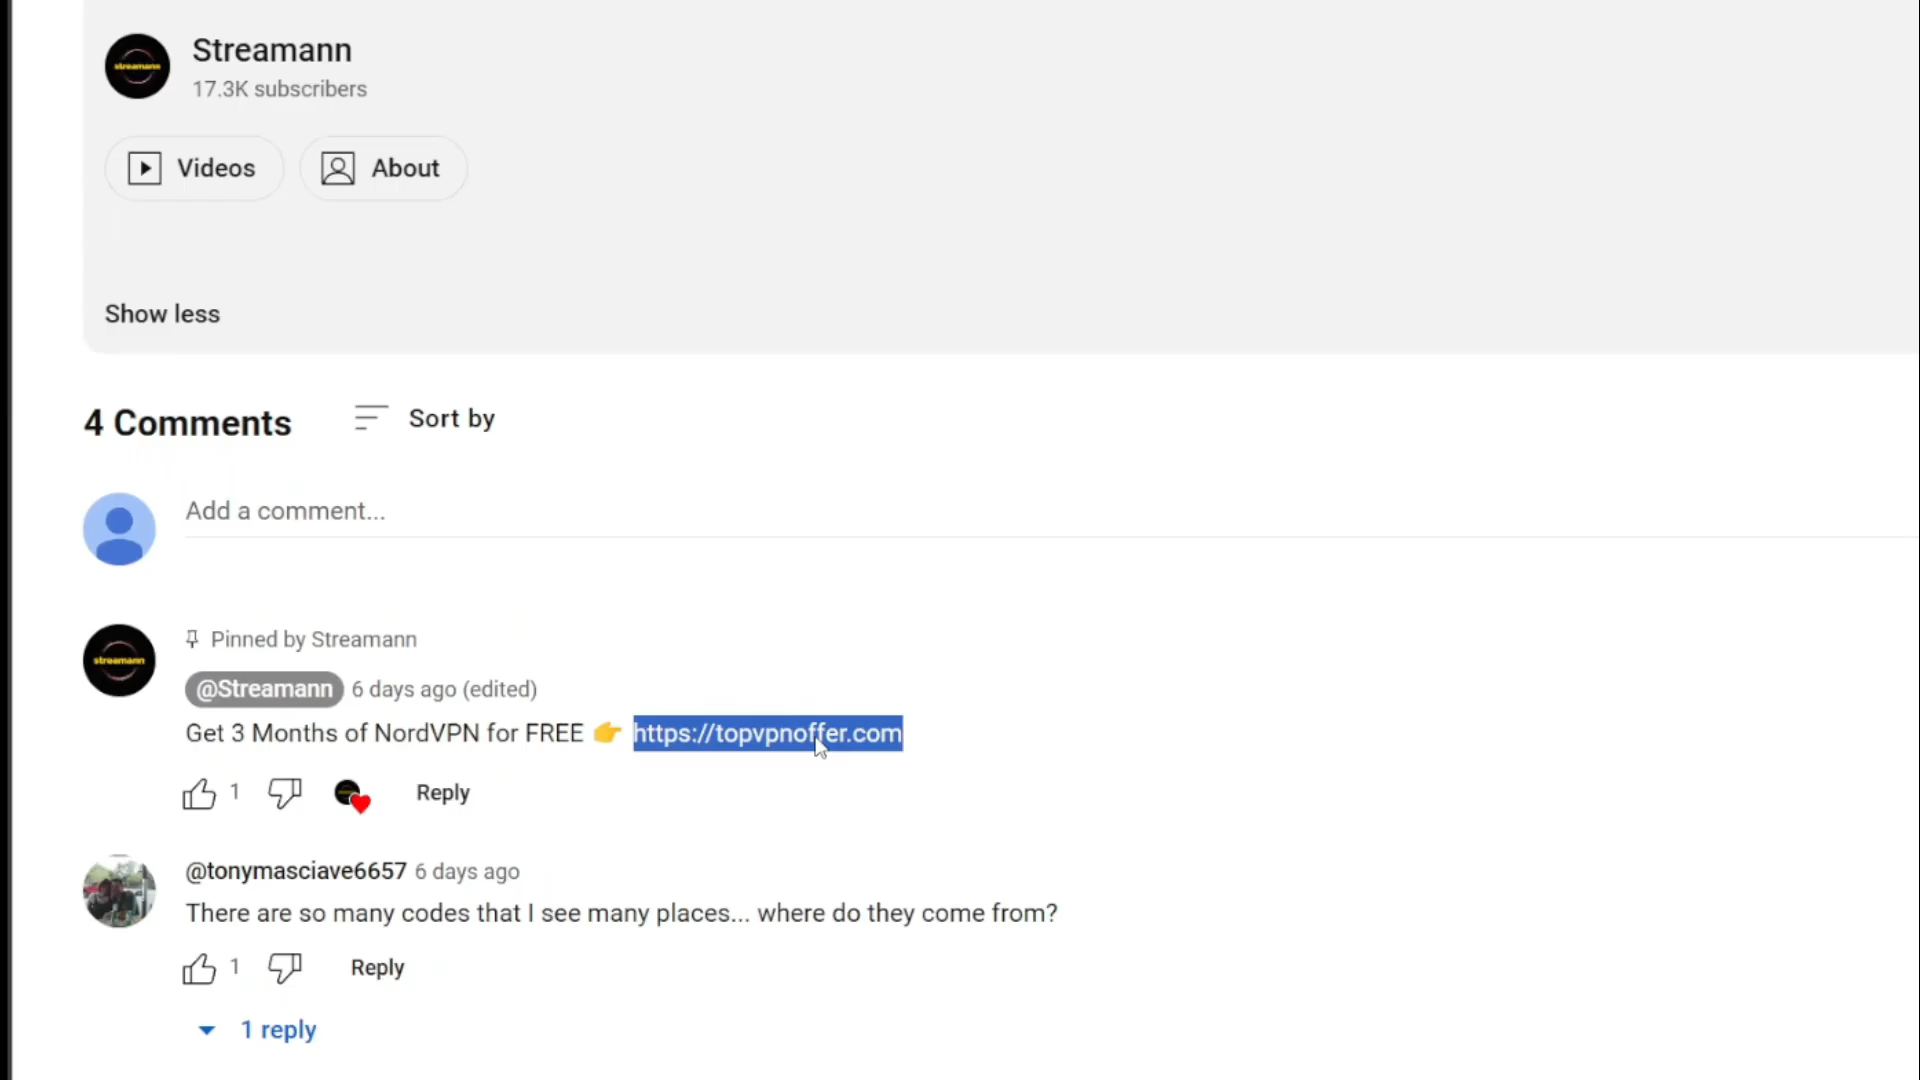 streamann
Streamann
17.3K subscribers
Videos
About
Show less
4 Comments
Sort by
Add a comment...
streamann
Pinned by Streamann
@Streamann 6 days ago (edited)
Get 3 Months of NordVPN for FREE 👉 https://topvpnoffer.com
1
Reply
@tonymasciave6657 6 days ago
There are so many codes that I see many places... where do they come from?
1
Reply
1 reply